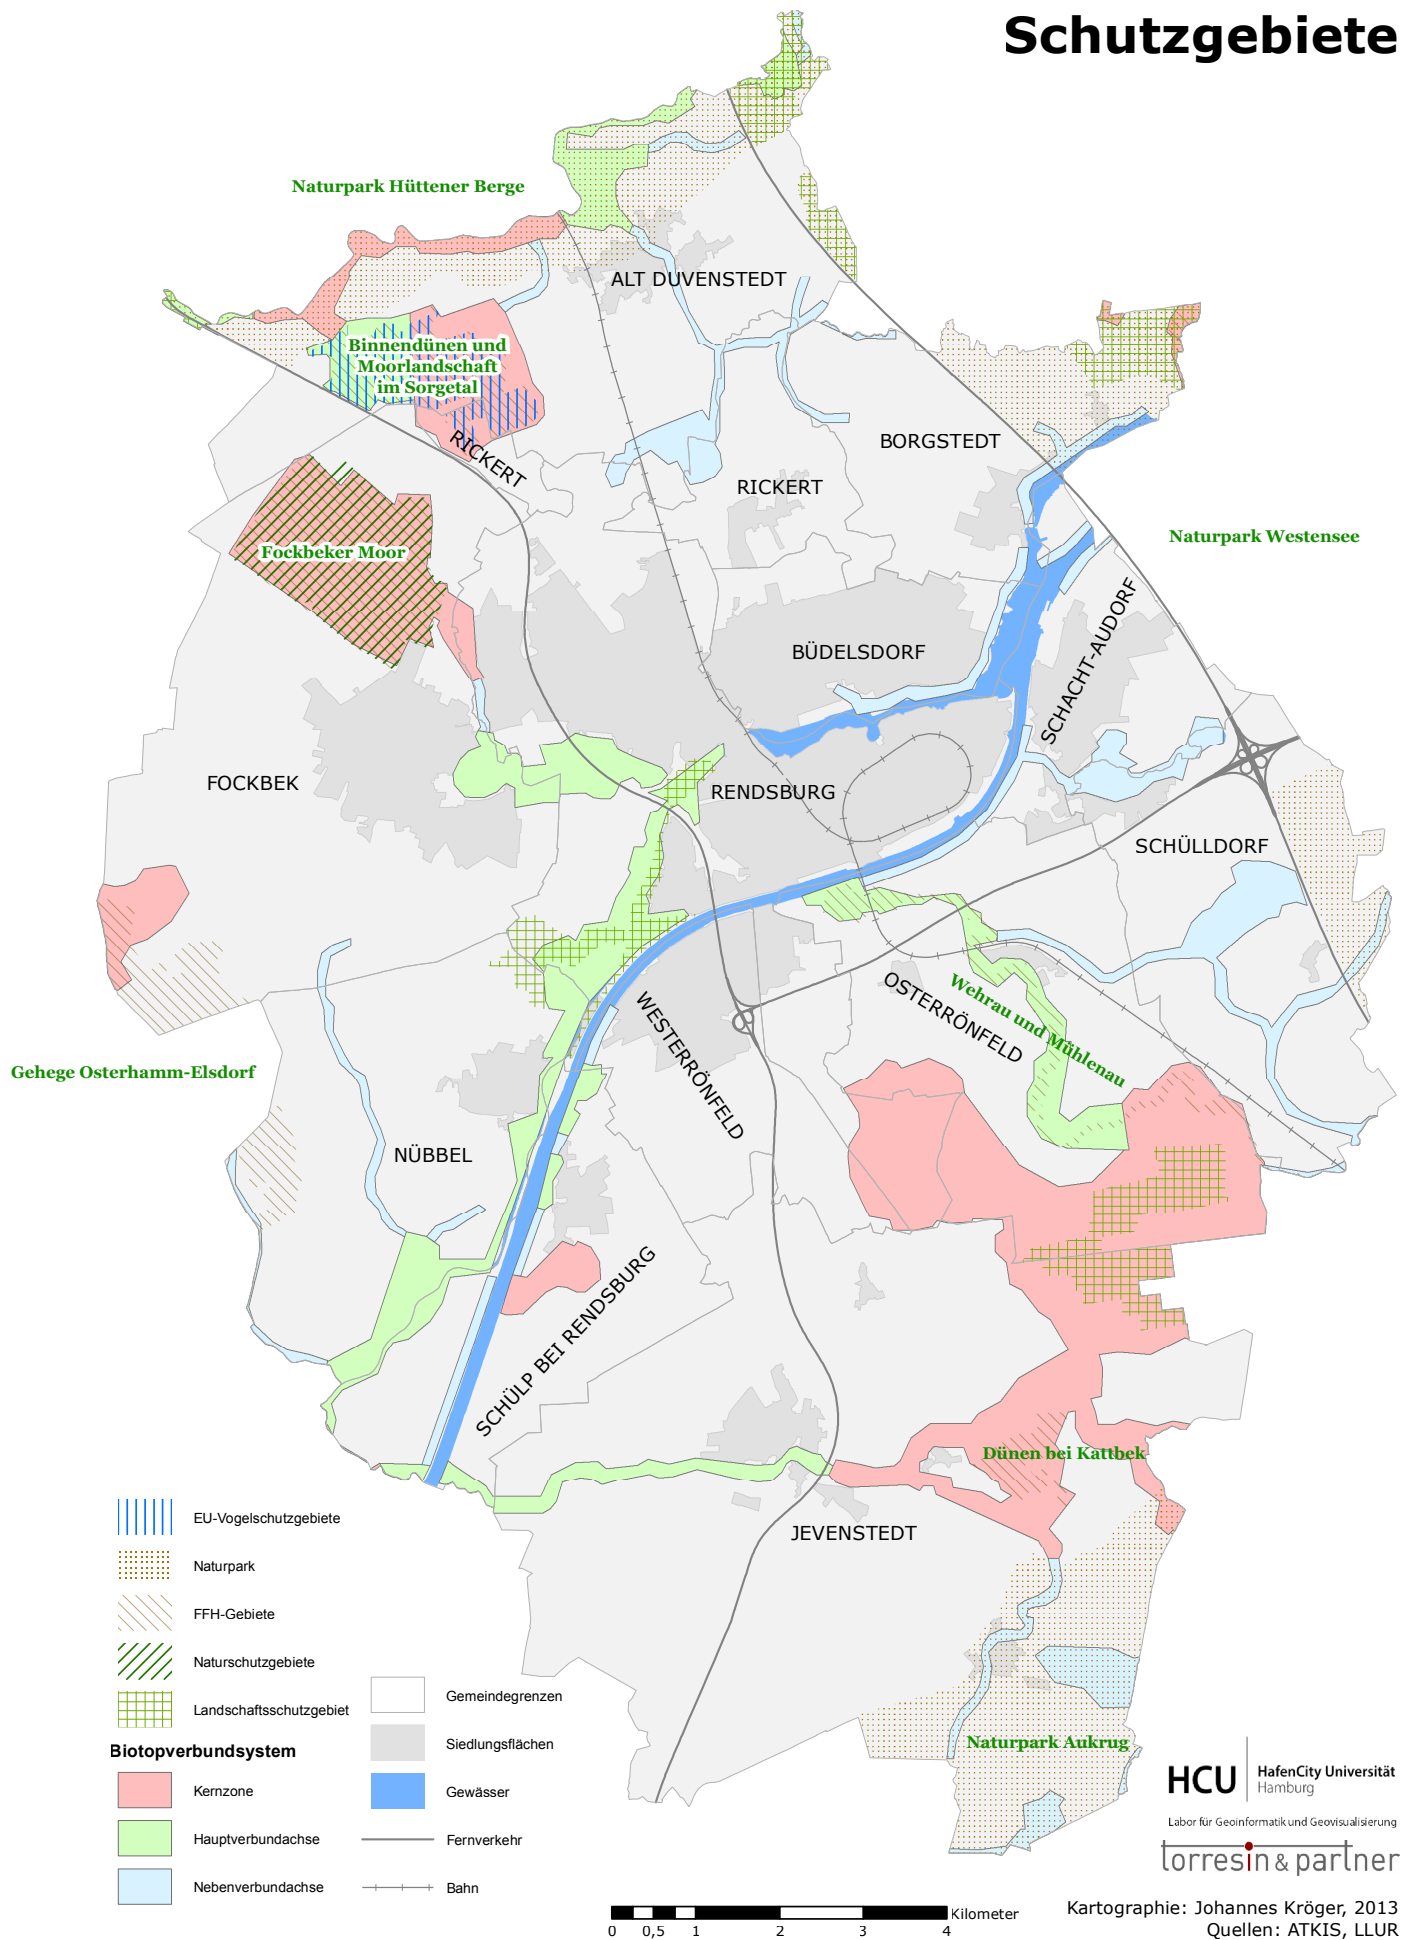 Schutzgebiete
Naturpark Hüttener Berge
ALT DUVENSTEDT
Binnendünen und
Moorlandschaft
im Sorgetal
RICKERT
BORGSTEDT
RICKERT
Naturpark Westensee
Fockbeker Moor
BÜDELSDORF
SCHACHT-AUDORF
FOCKBEK
RENDSBURG
SCHÜLLDORF
OSTERRÖNFELD
Wehrau und Mühlenau
WESTERRÖNFELD
Gehege Osterhamm-Elsdorf
NÜBBEL
SCHÜLP BEI RENDSBURG
Dünen bei Kattbek
JEVENSTEDT
Naturpark Aukrug
EU-Vogelschutzgebiete
Naturpark
FFH-Gebiete
Naturschutzgebiete
Landschaftsschutzgebiet
Biotopverbundsystem
Kernzone
Hauptverbundachse
Nebenverbundachse
Gemeindegrenzen
Siedlungsflächen
Gewässer
Fernverkehr
Bahn
Kilometer
0 0,5 1 2 3 4
HCU HafenCity Universität
Hamburg
Labor für Geoinformatik und Geovisualisierung
torresin & partner
Kartographie: Johannes Kröger, 2013
Quellen: ATKIS, LLUR